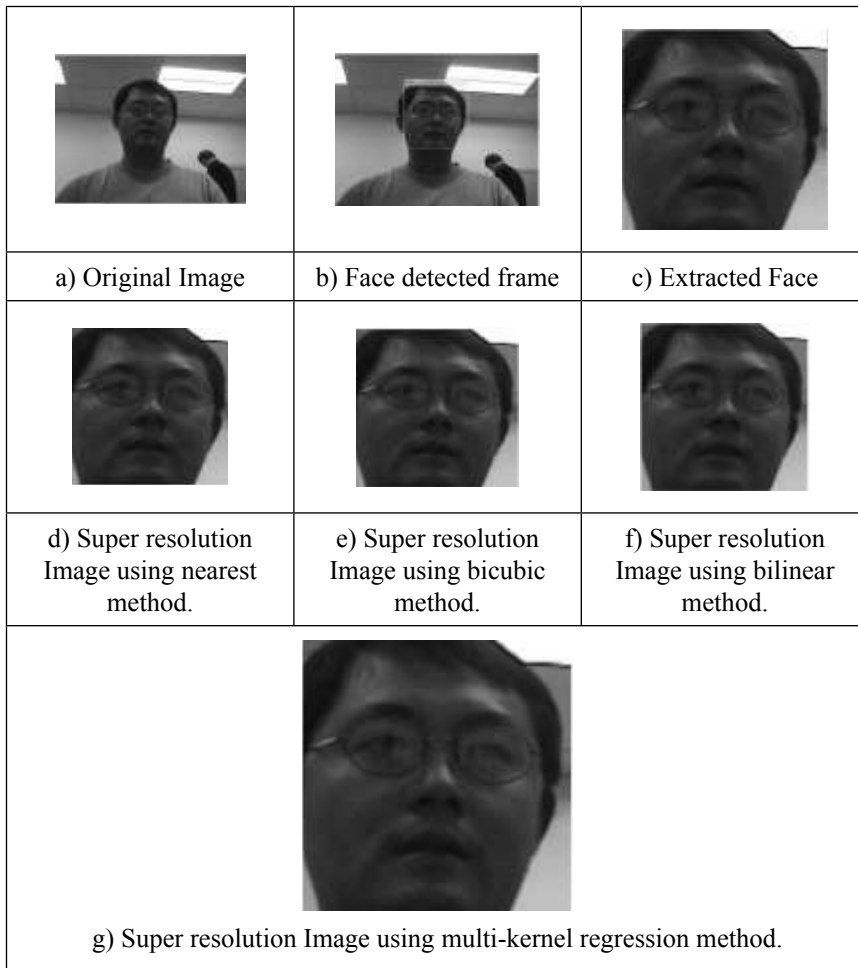 a) Original Image
b) Face detected frame
c) Extracted Face
d) Super resolution
Image using nearest
method.
e) Super resolution
Image using bicubic
method.
f) Super resolution
Image using bilinear
method.
g) Super resolution Image using multi-kernel regression method.